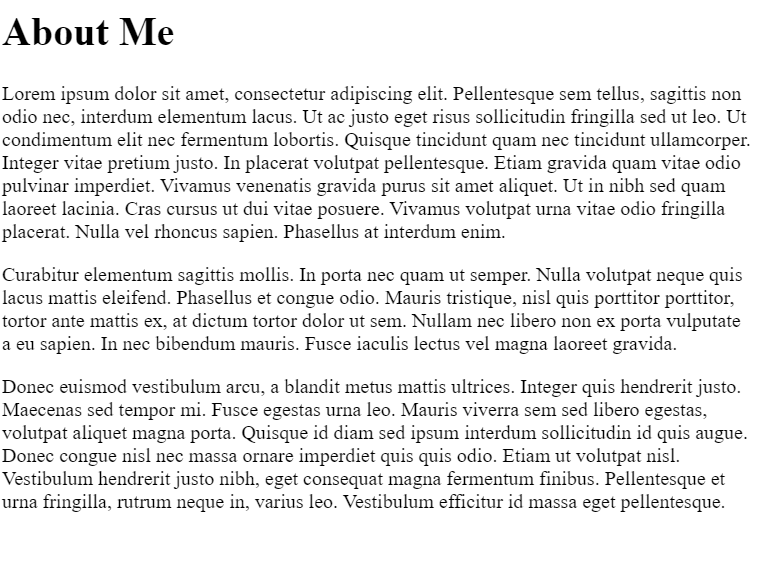 About Me
Lorem ipsum dolor sit amet, consectetur adipiscing elit. Pellentesque sem tellus, sagittis non
odio nec, interdum elementum lacus. Ut ac justo eget risus sollicitudin fringilla sed ut leo. Ut
condimentum elit nec fermentum lobortis. Quisque tincidunt quam nec tincidunt ullamcorper.
Integer vitae pretium justo. In placerat volutpat pellentesque. Etiam gravida quam vitae odio
pulvinar imperdiet. Vivamus venenatis gravida purus sit amet aliquet. Ut in nibh sed quam
laoreet lacinia. Cras cursus ut dui vitae posuere. Vivamus volutpat urna vitae odio fringilla
placerat. Nulla vel rhoncus sapien. Phasellus at interdum enim.
Curabitur elementum sagittis mollis. In porta nec quam ut semper. Nulla volutpat neque quis
lacus mattis eleifend. Phasellus et congue odio. Mauris tristique, nisl quis porttitor porttitor,
tortor ante mattis ex, at dictum tortor dolor ut sem. Nullam nec libero non ex porta vulputate
a eu sapien. In nec bibendum mauris. Fusce iaculis lectus vel magna laoreet gravida.
Donec euismod vestibulum arcu, a blandit metus mattis ultrices. Integer quis hendrerit justo.
Maecenas sed tempor mi. Fusce egestas urna leo. Mauris viverra sem sed libero egestas,
volutpat aliquet magna porta. Quisque id diam sed ipsum interdum sollicitudin id quis augue.
Donec congue nisl nec massa ornare imperdiet quis quis odio. Etiam ut volutpat nisl.
Vestibulum hendrerit justo nibh, eget consequat magna fermentum finibus. Pellentesque et
urna fringilla, rutrum neque in, varius leo. Vestibulum efficitur id massa eget pellentesque.